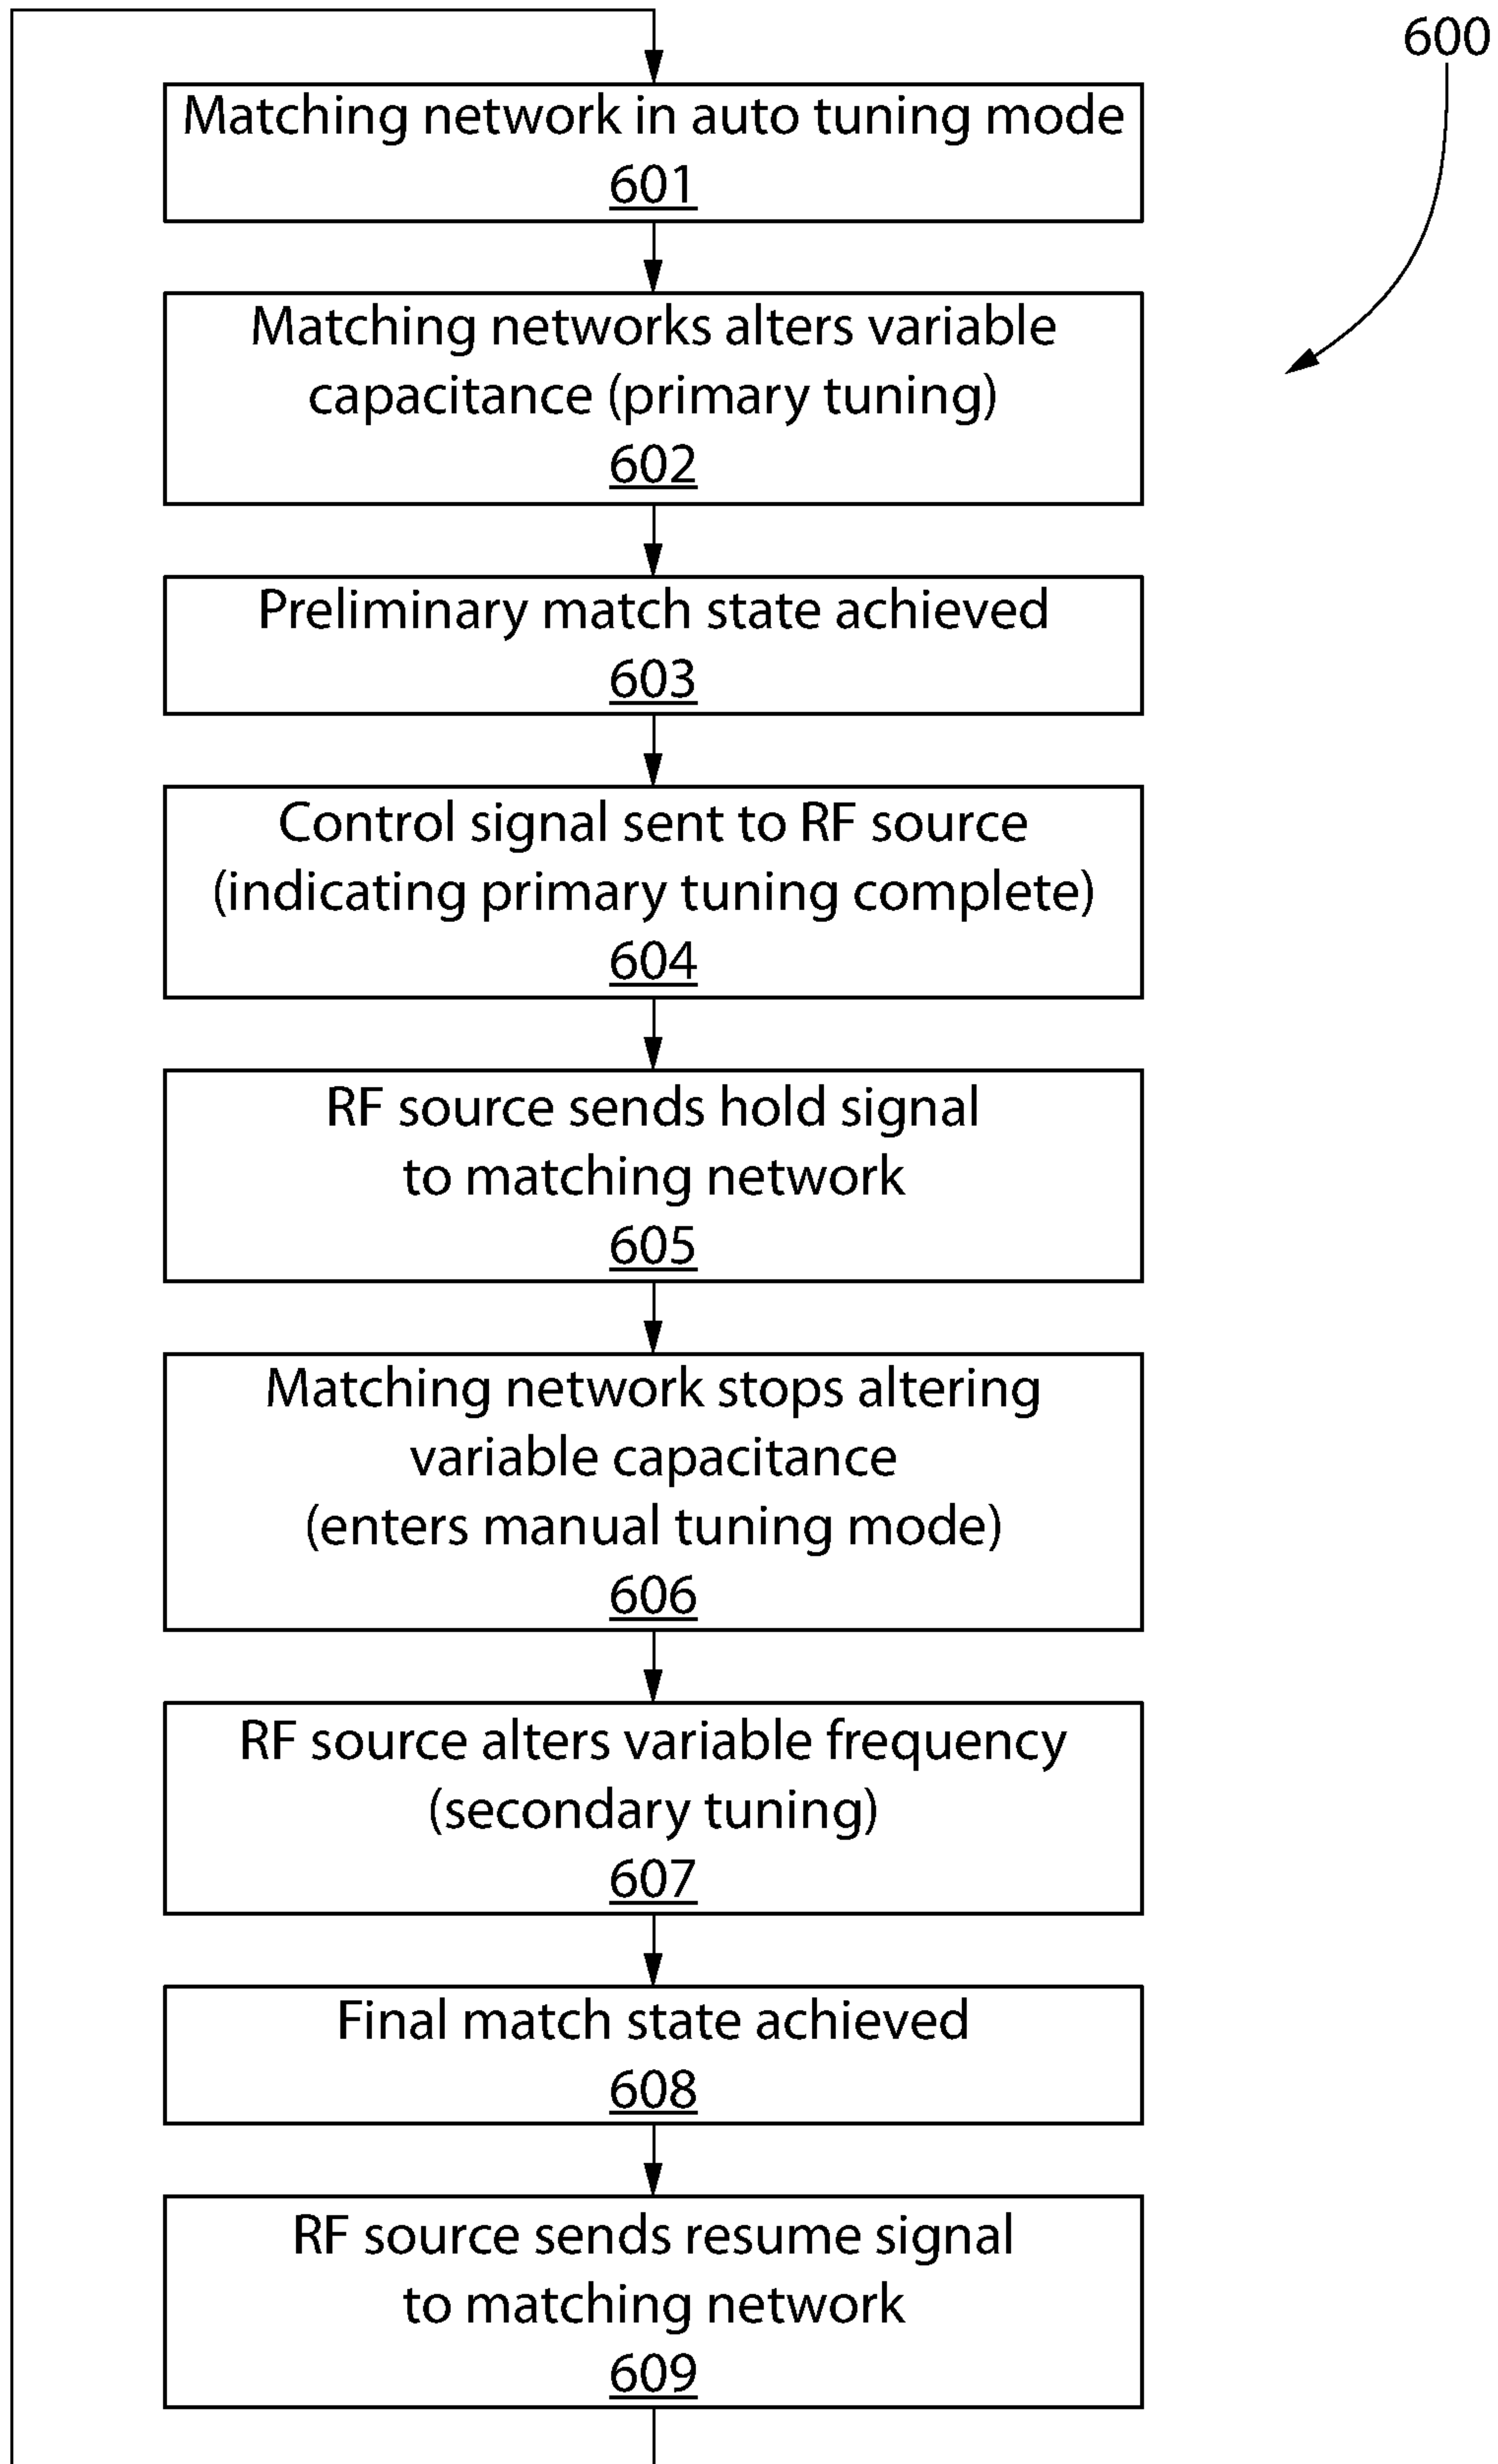 600
Matching network in auto tuning mode
601
Matching networks alters variable
capacitance (primary tuning)
602
Preliminary match state achieved
603
Control signal sent to RF source
(indicating primary tuning complete)
604
RF source sends hold signal
to matching network
605
Matching network stops altering
variable capacitance
(enters manual tuning mode)
606
RF source alters variable frequency
(secondary tuning)
607
Final match state achieved
608
RF source sends resume signal
to matching network
609